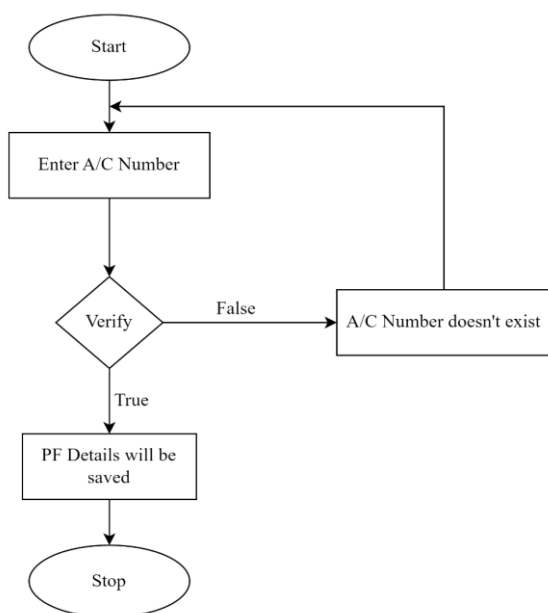 Start
Enter A/C Number
Verify
False
A/C Number doesn't exist
True
PF Details will be
saved
Stop